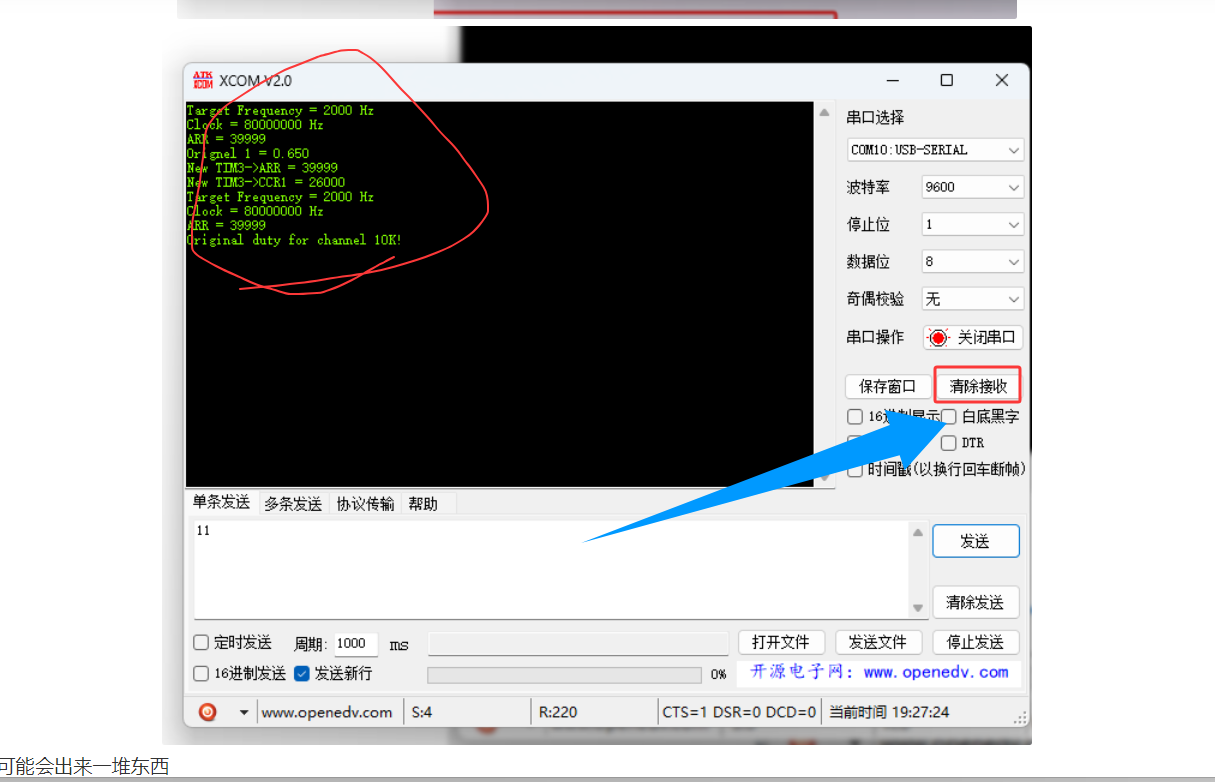 XCOM V2.0
Target Frequency = 2000 Hz
Clock = 80000000 Hz
ARR = 39999
Orignel 1 = 0.650
New TIM3->ARR = 39999
New TIM3->CCR1 = 26000
Target Frequency = 2000 Hz
Clock = 80000000 Hz
ARR = 39999
Original duty for channel 1OK!
串口选择
COM10:USB-SERIAL
波特率 9600
停止位 1
数据位 8
奇偶校验 无
串口操作 关闭串口
保存窗口 清除接收
16进制显示 白底黑字
DTR
时间戳(以换行回车断帧)
单条发送 多条发送 协议传输 帮助
11
发送
清除发送
定时发送 周期: 1000 ms 打开文件 发送文件 停止发送
16进制发送 发送新行 0% 开源电子网: www.openedv.com
www.openedv.com S:4 R:220 CTS=1 DSR=0 DCD=0 当前时间 19:27:24
可能会出来一堆东西